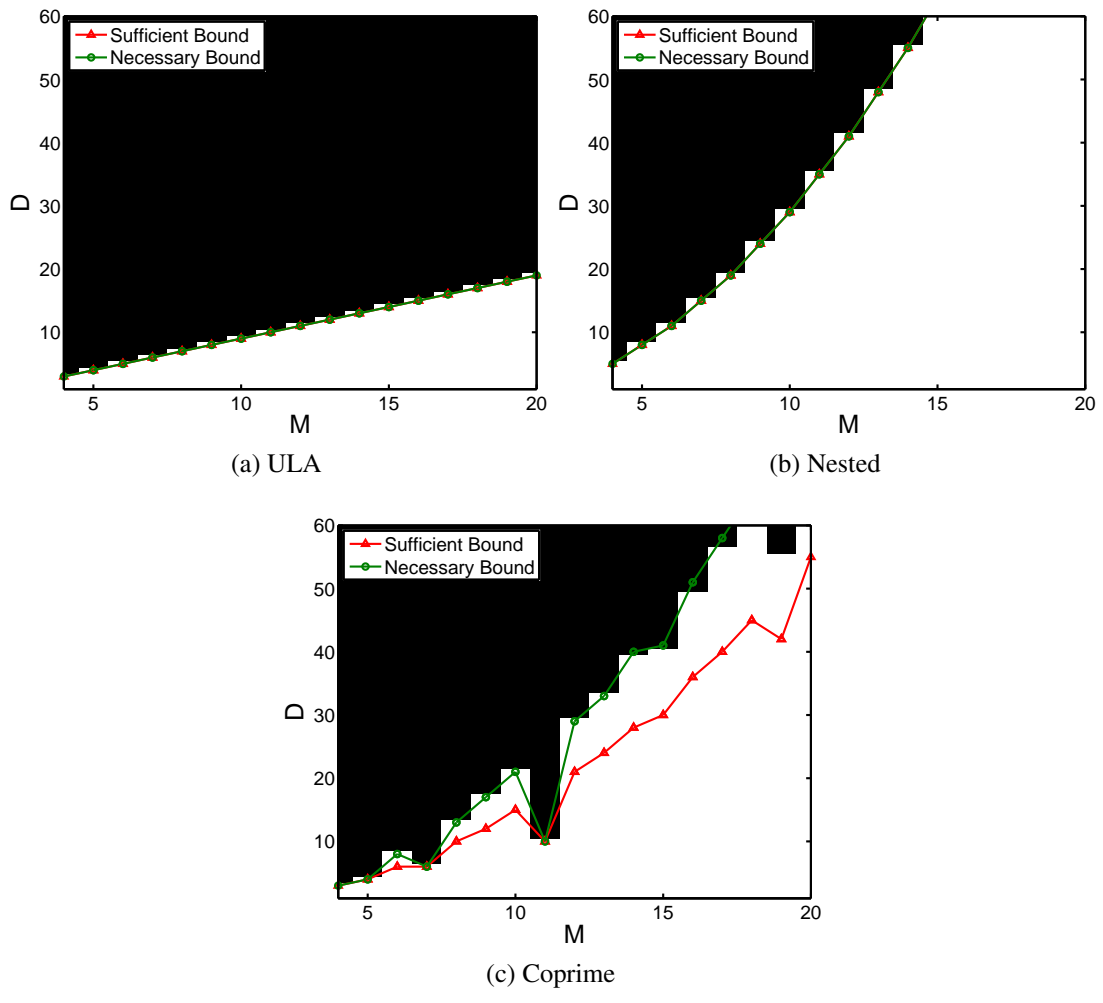 60
50
40
30
20
10
D
Sufficient Bound
Necessary Bound
5 10 15 20
M
(a) ULA
60
50
40
30
20
10
D
Sufficient Bound
Necessary Bound
5 10 15 20
M
(b) Nested
60
50
40
30
20
10
D
Sufficient Bound
Necessary Bound
5 10 15 20
M
(c) Coprime